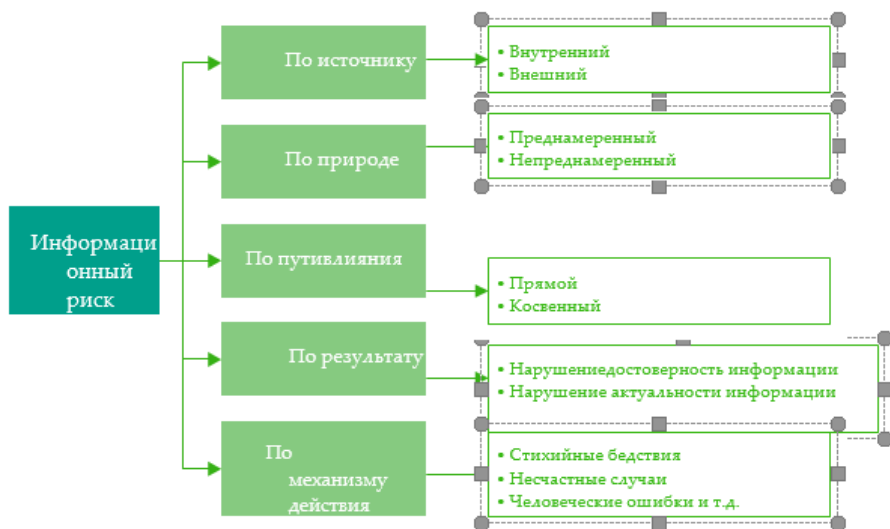 Информаци
онный
риск
По источнику
• Внутренний
• Внешний
По природе
• Преднамеренный
• Непреднамеренный
По путивлияния
• Прямой
• Косвенный
По результату
• Нарушениедостоверность информации
• Нарушение актуальности информации
По
механизму
действия
• Стихийные бедствия
• Несчастные случаи
• Человеческие ошибки и т.д.